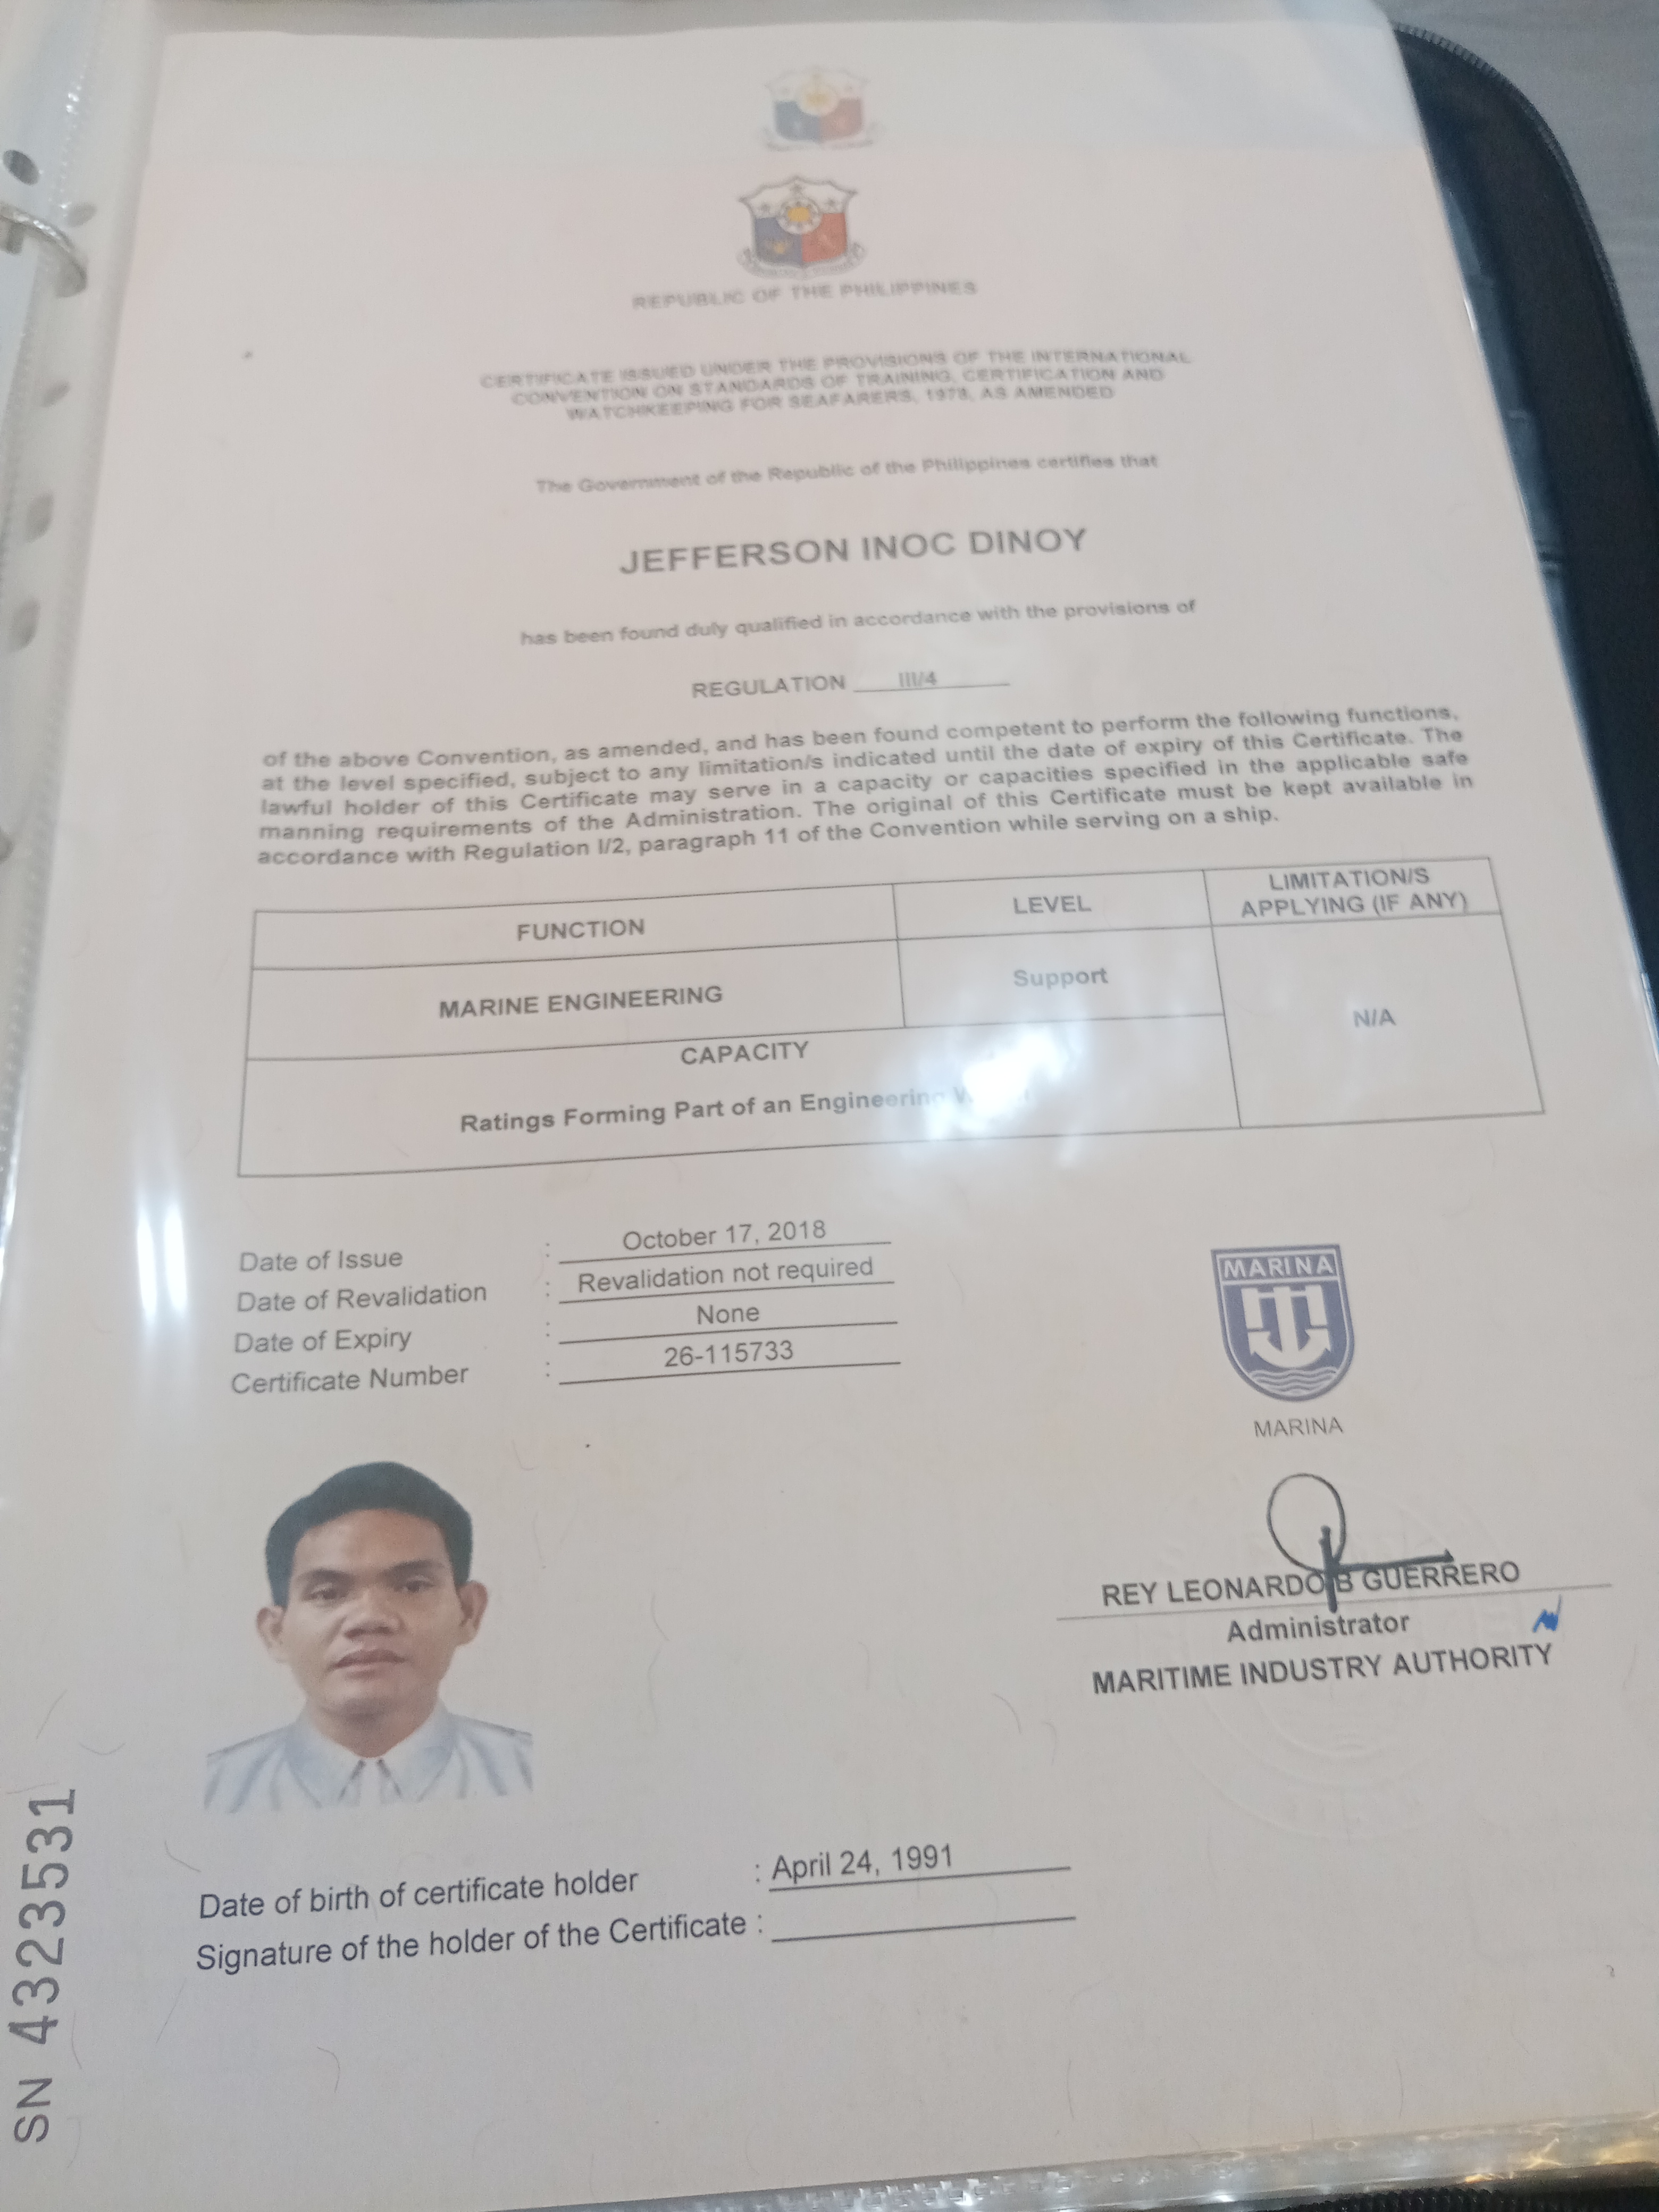 REPUBLIC OF THE PHILIPPINES
CERTIFICATE ISSUED UNDER THE PROVISIONS OF THE INTERNATIONAL
CONVENTION ON STANDARDS OF TRAINING, CERTIFICATION AND
WATCHKEEPING FOR SEAFARERS, 1978, AS AMENDED
The Government of the Republic of the Philippines certifies that
JEFFERSON INOC DINOY
has been found duly qualified in accordance with the provisions of
REGULATION III/4
of the above Convention, as amended, and has been found competent to perform the following functions,
at the level specified, subject to any limitation/s indicated until the date of expiry of this Certificate. The
lawful holder of this Certificate may serve in a capacity or capacities specified in the applicable safe
manning requirements of the Administration. The original of this Certificate must be kept available in
accordance with Regulation I/2, paragraph 11 of the Convention while serving on a ship.
FUNCTION LEVEL LIMITATION/S
APPLYING (IF ANY)
MARINE ENGINEERING Support N/A
CAPACITY
Ratings Forming Part of an Engineering
Date of Issue : October 17, 2018
Date of Revalidation : Revalidation not required
Date of Expiry : None
Certificate Number : 26-115733
MARINA
MARINA
REY LEONARDO B GUERRERO
Administrator
MARITIME INDUSTRY AUTHORITY
Date of birth of certificate holder : April 24, 1991
Signature of the holder of the Certificate :
SN 4323531